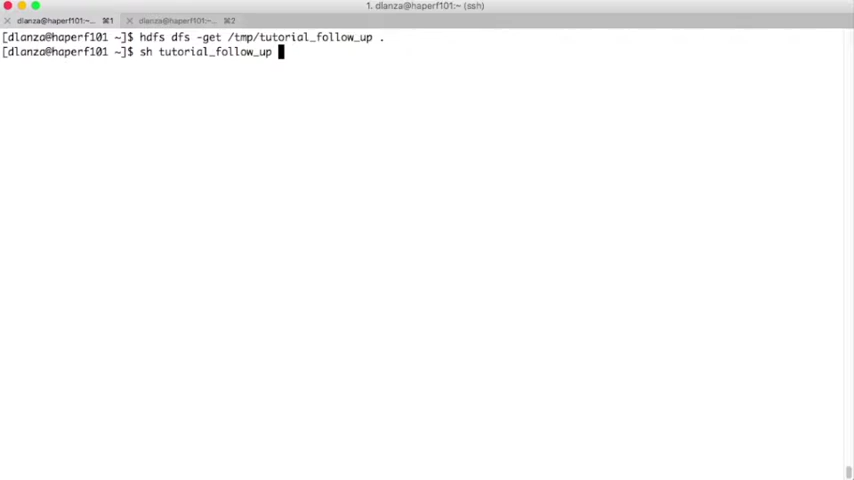 1. dlanza@haperf101:~ (ssh)
dlanza@haperf101:~... ⌘1 dlanza@haperf101:~... ⌘2
[dlanza@haperf101 ~]$ hdfs dfs -get /tmp/tutorial_follow_up .
[dlanza@haperf101 ~]$ sh tutorial_follow_up